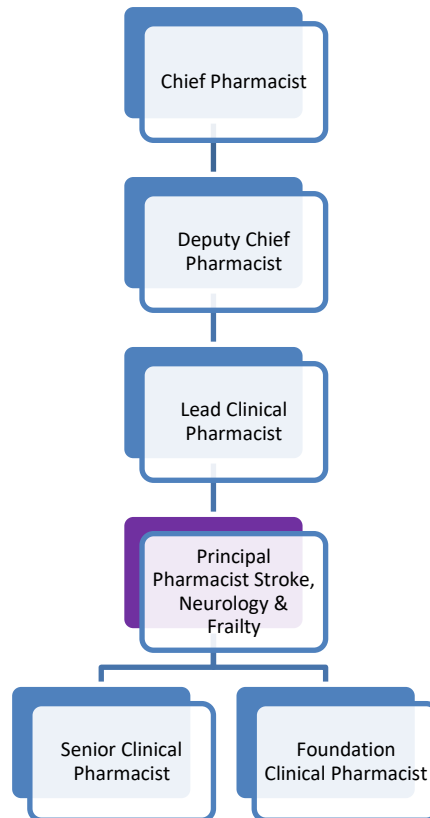 Chief Pharmacist
Deputy Chief
Pharmacist
Lead Clinical
Pharmacist
Principal
Pharmacist Stroke,
Neurology &
Frailty
Senior Clinical
Pharmacist
Foundation
Clinical Pharmacist